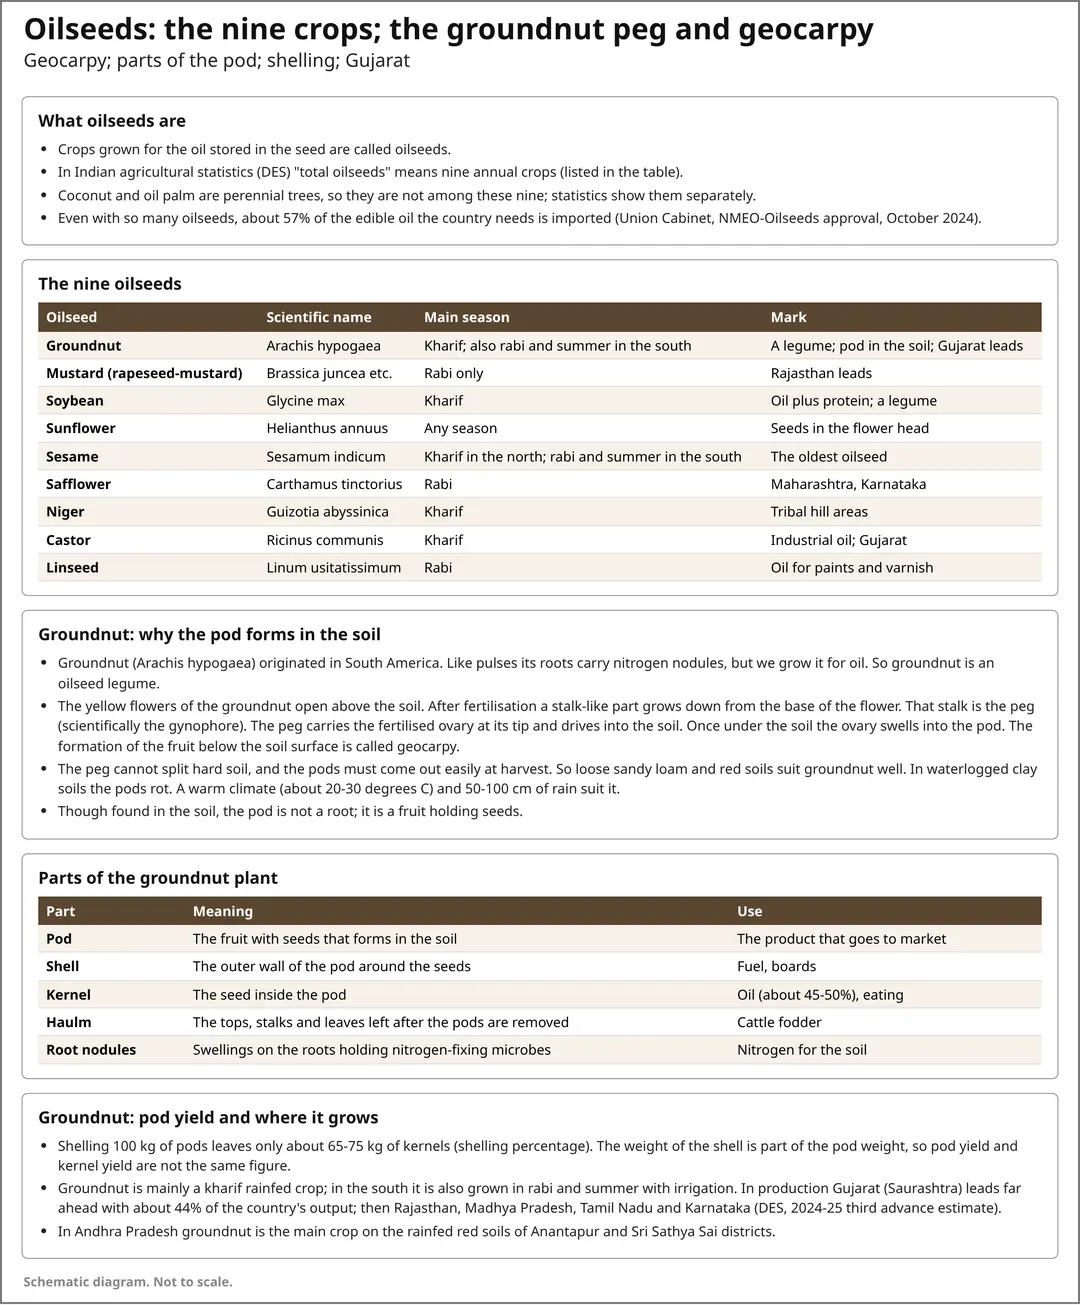 Oilseeds: the nine crops; the groundnut peg and geocarpy
Geocarpy; parts of the pod; shelling; Gujarat
What oilseeds are
• Crops grown for the oil stored in the seed are called oilseeds.
• In Indian agricultural statistics (DES) "total oilseeds" means nine annual crops (listed in the table).
• Coconut and oil palm are perennial trees, so they are not among these nine; statistics show them separately.
• Even with so many oilseeds, about 57% of the edible oil the country needs is imported (Union Cabinet, NMEO-Oilseeds approval, October 2024).
The nine oilseeds
Oilseed Scientific name Main season Mark
Groundnut Arachis hypogaea Kharif; also rabi and summer in the south A legume; pod in the soil; Gujarat leads
Mustard (rapeseed-mustard) Brassica juncea etc. Rabi only Rajasthan leads
Soybean Glycine max Kharif Oil plus protein; a legume
Sunflower Helianthus annuus Any season Seeds in the flower head
Sesame Sesamum indicum Kharif in the north; rabi and summer in the south The oldest oilseed
Safflower Carthamus tinctorius Rabi Maharashtra, Karnataka
Niger Guizotia abyssinica Kharif Tribal hill areas
Castor Ricinus communis Kharif Industrial oil; Gujarat
Linseed Linum usitatissimum Rabi Oil for paints and varnish
Groundnut: why the pod forms in the soil
• Groundnut (Arachis hypogaea) originated in South America. Like pulses its roots carry nitrogen nodules, but we grow it for oil. So groundnut is an
oilseed legume.
• The yellow flowers of the groundnut open above the soil. After fertilisation a stalk-like part grows down from the base of the flower. That stalk is the peg
(scientifically the gynophore). The peg carries the fertilised ovary at its tip and drives into the soil. Once under the soil the ovary swells into the pod. The
formation of the fruit below the soil surface is called geocarpy.
• The peg cannot split hard soil, and the pods must come out easily at harvest. So loose sandy loam and red soils suit groundnut well. In waterlogged clay
soils the pods rot. A warm climate (about 20-30 degrees C) and 50-100 cm of rain suit it.
• Though found in the soil, the pod is not a root; it is a fruit holding seeds.
Parts of the groundnut plant
Part Meaning Use
Pod The fruit with seeds that forms in the soil The product that goes to market
Shell The outer wall of the pod around the seeds Fuel, boards
Kernel The seed inside the pod Oil (about 45-50%), eating
Haulm The tops, stalks and leaves left after the pods are removed Cattle fodder
Root nodules Swellings on the roots holding nitrogen-fixing microbes Nitrogen for the soil
Groundnut: pod yield and where it grows
• Shelling 100 kg of pods leaves only about 65-75 kg of kernels (shelling percentage). The weight of the shell is part of the pod weight, so pod yield and
kernel yield are not the same figure.
• Groundnut is mainly a kharif rainfed crop; in the south it is also grown in rabi and summer with irrigation. In production Gujarat (Saurashtra) leads far
ahead with about 44% of the country's output; then Rajasthan, Madhya Pradesh, Tamil Nadu and Karnataka (DES, 2024-25 third advance estimate).
• In Andhra Pradesh groundnut is the main crop on the rainfed red soils of Anantapur and Sri Sathya Sai districts.
Schematic diagram. Not to scale.